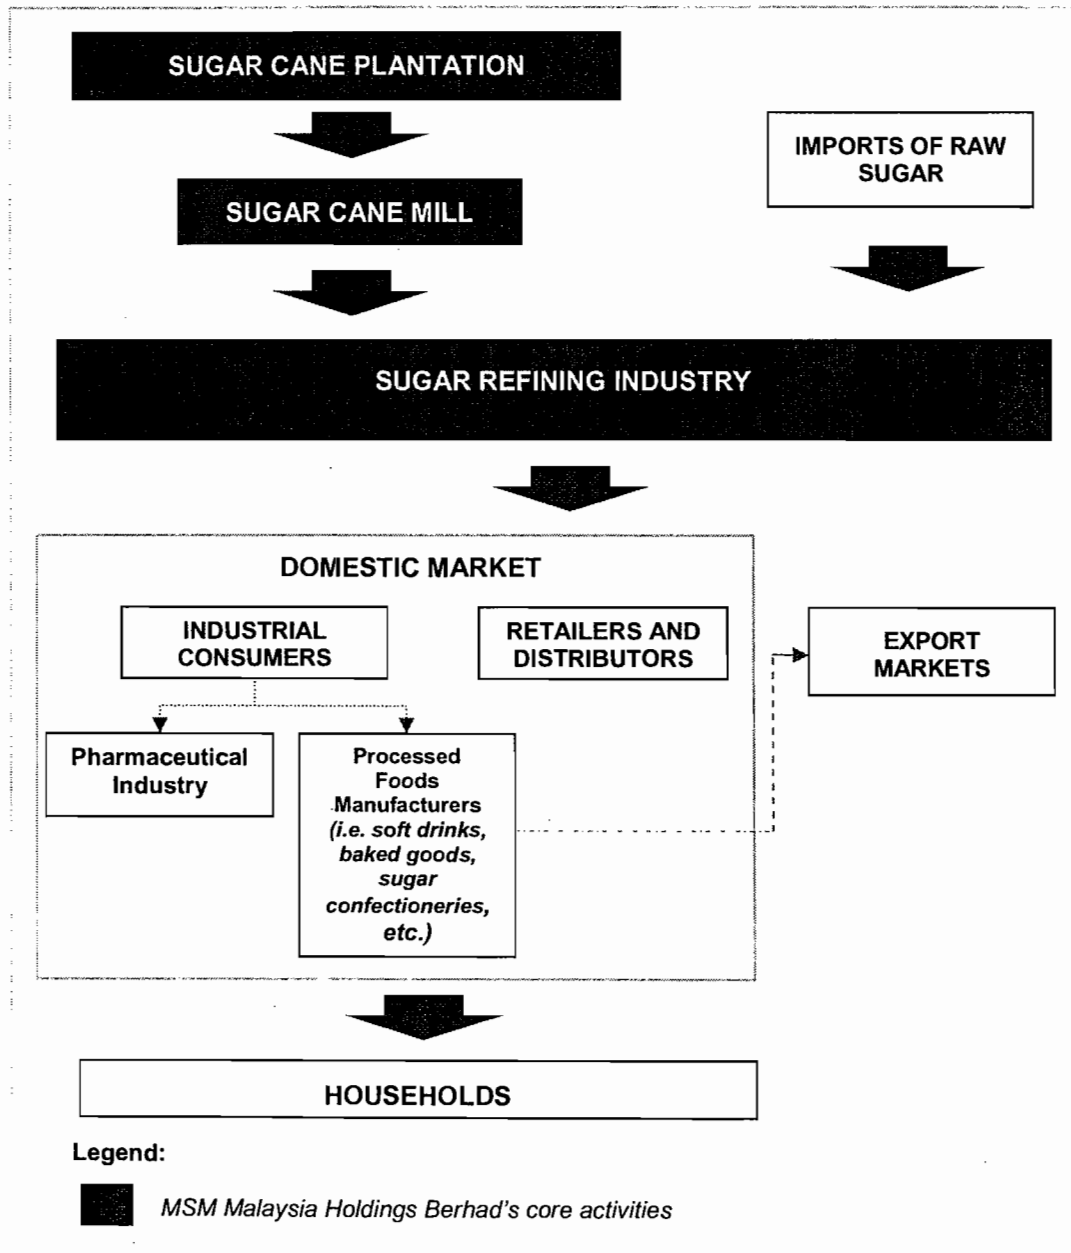 SUGAR CANE PLANTATION
IMPORTS OF RAW
SUGAR
SUGAR CANE MILL
SUGAR REFINING INDUSTRY
DOMESTIC MARKET
INDUSTRIAL
CONSUMERS
RETAILERS AND
DISTRIBUTORS
EXPORT
MARKETS
Pharmaceutical
Industry
Processed
Foods
Manufacturers
(i.e. soft drinks,
baked goods,
sugar
confectioneries,
etc.)
HOUSEHOLDS
Legend:
MSM Malaysia Holdings Berhad's core activities